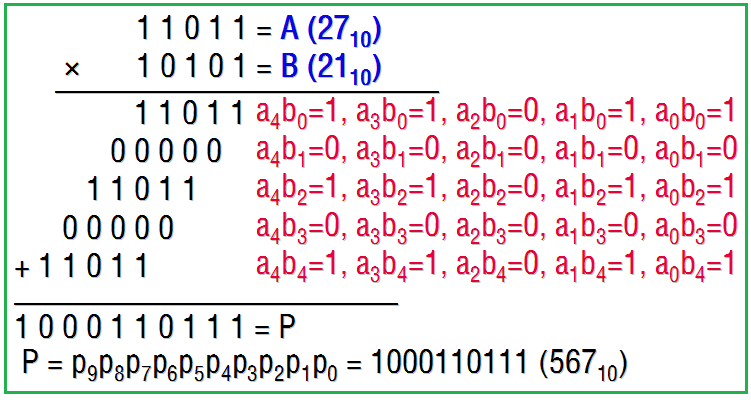 1 1 0 1 1 = A (27₁₀)
× 1 0 1 0 1 = B (21₁₀)
1 1 0 1 1 a₄b₀=1, a₃b₀=1, a₂b₀=0, a₁b₀=1, a₀b₀=1
0 0 0 0 0 a₄b₁=0, a₃b₁=0, a₂b₁=0, a₁b₁=0, a₀b₁=0
1 1 0 1 1 a₄b₂=1, a₃b₂=1, a₂b₂=0, a₁b₂=1, a₀b₂=1
0 0 0 0 0 a₄b₃=0, a₃b₃=0, a₂b₃=0, a₁b₃=0, a₀b₃=0
+ 1 1 0 1 1 a₄b₄=1, a₃b₄=1, a₂b₄=0, a₁b₄=1, a₀b₄=1
1 0 0 0 1 1 0 1 1 1 = P
P = p₉p₈p₇p₆p₅p₄p₃p₂p₁p₀ = 1000110111 (567₁₀)